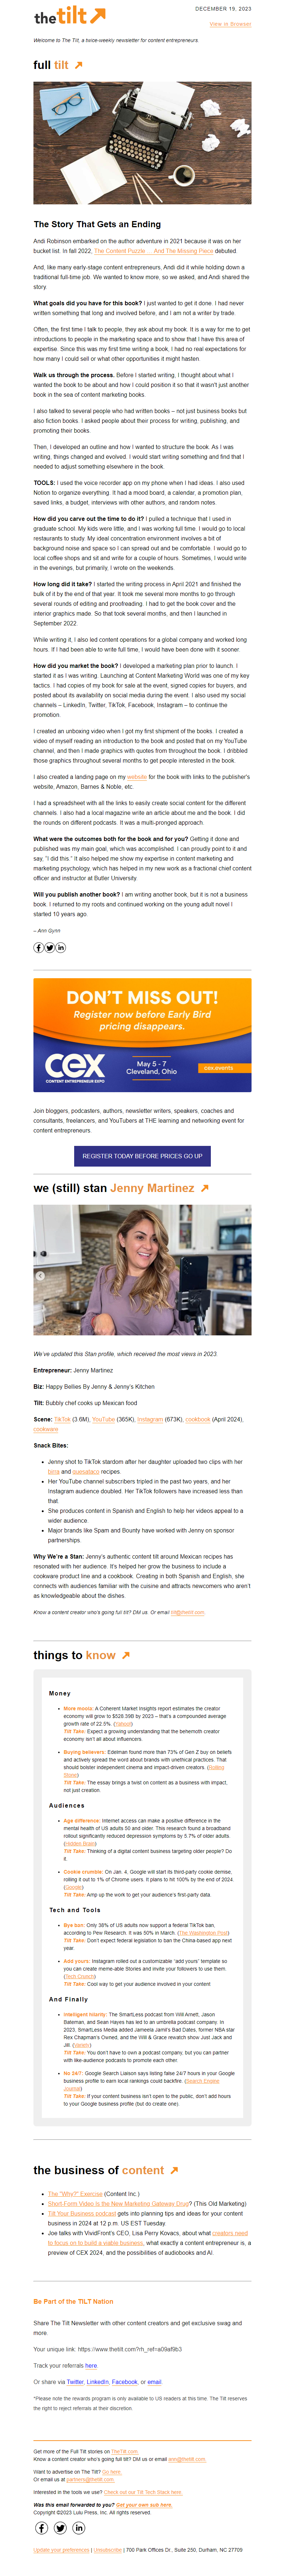 the tilt
DECEMBER 19, 2023
View in Browser
Welcome to The Tilt, a twice-weekly newsletter for content entrepreneurs.
full tilt
The Story That Gets an Ending
Andi Robinson embarked on the author adventure in 2021 because it was on her
bucket list. In fall 2022, The Content Puzzle … And The Missing Piece debuted.
And, like many early-stage content entrepreneurs, Andi did it while holding down a
traditional full-time job. We wanted to know more, so we asked, and Andi shared the
story.
What goals did you have for this book? I just wanted to get it done. I had never
written something that long and involved before, and I am not a writer by trade.
Often, the first time I talk to people, they ask about my book. It is a way for me to get
introductions to people in the marketing space and to show that I have this area of
expertise. Since this was my first time writing a book, I had no real expectations for
how many I could sell or what other opportunities it might hasten.
Walk us through the process. Before I started writing, I thought about what I
wanted the book to be about and how I could position it so that it wasn't just another
book in the sea of content marketing books.
I also talked to several people who had written books – not just business books but
also fiction books. I asked people about their process for writing, publishing, and
promoting their books.
Then, I developed an outline and how I wanted to structure the book. As I was
writing, things changed and evolved. I would start writing something and find that I
needed to adjust something elsewhere in the book.
TOOLS: I used the voice recorder app on my phone when I had ideas. I also used
Notion to organize everything. It had a mood board, a calendar, a promotion plan,
saved links, a budget, comments from other authors, and random notes.
How did you carve out the time to do it? I pulled a technique that I used in
graduate school. My kids were little, and I was working full time. I would go to local
restaurants to study. My ideal concentration environment involves a bit of
background noise and space so I can spread out and be comfortable. I would go to
local coffee shops and sit and write for a couple of hours. Sometimes, I would write
in the evenings, but primarily, I wrote on the weekends.
How long did it take? I started the writing process in April 2021 and finished the
bulk of it by the end of that year. It took more than three months to go through
several rounds of editing and proofreading. I had to get the book cover and the
interior graphics made. So that took several months, and then I launched in
September 2022.
While writing it, I also led content operations for a global company and worked long
hours. If I had been able to write full time, I would have been done with it sooner.
How did you market the book? I developed a marketing plan prior to launch. I
started it as I was writing. Launching at Content Marketing World was one of my key
tactics. I had copies of my book for sale at the event, signed copies for buyers, and
posted about its availability on social media during the event. I also used my social
channels – LinkedIn, Twitter, TikTok, Facebook, Instagram – to continue the
promotion.
I created an unboxing video when I got my first shipment of the books. I created a
video of myself reading an introduction to the book and posted that on my YouTube
channel, and then I made graphics with quotes from throughout the book. I dribbled
those graphics throughout several months to get people interested in the book.
I also created a landing page on my website for the book with links to the publisher's
website, Amazon, Barnes & Noble, etc.
I had a spreadsheet with all the links to easily create social content for the different
channels. I also had a local magazine write an article about me and the book. I did
the rounds on different podcasts. It was a multi-pronged approach.
What were the outcomes both for the book and for you? Getting it done and
published was my main goal, which was accomplished. I can proudly point to it and
say, "I did this." It also helped me show my expertise in content marketing and
marketing psychology, which has helped in my new work as a fractional chief content
officer and instructor at Butler University.
Will you publish another book? I am writing another book, but it is not a business
book. I returned to my roots and continued working on the young adult novel I
started 10 years ago.
– Ann Gynn
DON'T MISS OUT!
Register now before Early Bird
pricing disappears.
CEX
CONTENT ENTREPRENEUR EXPO
May 5 - 7
Cleveland, Ohio
cex.events
Join bloggers, podcasters, authors, newsletter writers, speakers, coaches and
consultants, freelancers, and YouTubers at THE learning and networking event for
content entrepreneurs.
REGISTER TODAY BEFORE PRICES GO UP
we (still) stan Jenny Martinez
We've updated this Stan profile, which received the most views in 2023.
Entrepreneur: Jenny Martinez
Biz: Happy Bellies By Jenny & Jenny's Kitchen
Tilt: Bubbly chef cooks up Mexican food
Scene: TikTok (3.6M), YouTube (365K), Instagram (673K), cookbook (April 2024),
cookware
Snack Bites:
• Jenny shot to TikTok stardom after her daughter uploaded two clips with her
birria and quesataco recipes.
• Her YouTube channel subscribers tripled in the past two years, and her
Instagram audience doubled. Her TikTok followers have increased less than
that.
• She produces content in Spanish and English to help her videos appeal to a
wider audience.
• Major brands like Spam and Bounty have worked with Jenny on sponsor
partnerships.
Why We're a Stan: Jenny's authentic content tilt around Mexican recipes has
resonated with her audience. It's helped her grow the business to include a
cookware product line and a cookbook. Creating in both Spanish and English, she
connects with audiences familiar with the cuisine and attracts newcomers who aren't
as knowledgeable about the dishes.
Know a content creator who's going full tilt? DM us. Or email tilt@thetilt.com.
things to know
Money
• More moola: A Coherent Market Insights report estimates the creator
economy will grow to $528.39B by 2023 – that's a compounded average
growth rate of 22.5%. (Yahoo!)
Tilt Take: Expect a growing understanding that the behemoth creator
economy isn't all about influencers.
• Buying believers: Edelman found more than 73% of Gen Z buy on beliefs
and actively spread the word about brands with unethical practices. That
should bolster independent cinema and impact-driven creators. (Rolling
Stone)
Tilt Take: The essay brings a twist on content as a business with impact,
not just creation.
Audiences
• Age difference: Internet access can make a positive difference in the
mental health of US adults 50 and older. This research found a broadband
rollout significantly reduced depression symptoms by 5.7% of older adults.
(Hidden Brain)
Tilt Take: Thinking of a digital content business targeting older people? Do
it.
• Cookie crumble: On Jan. 4, Google will start its third-party cookie demise,
rolling it out to 1% of Chrome users. It plans to hit 100% by the end of 2024.
(Google)
Tilt Take: Amp up the work to get your audience's first-party data.
Tech and Tools
• Bye ban: Only 38% of US adults now support a federal TikTok ban,
according to Pew Research. It was 50% in March. (The Washington Post)
Tilt Take: Don't expect federal legislation to ban the China-based app next
year.
• Add yours: Instagram rolled out a customizable "add yours" template so
you can create meme-able Stories and invite your followers to use them.
(Tech Crunch)
Tilt Take: Cool way to get your audience involved in your content.
And Finally
• Intelligent hilarity: The SmartLess podcast from Will Arnett, Jason
Bateman, and Sean Hayes has led to a mini-podcast company. In
2023, SmartLess Media added Jameela Jamil's Bad Dates, former NBA star
Rex Chapman's Owned, and the Will & Grace rewatch show Just Jack and
Jill. (Variety)
Tilt Take: You don't have to own a podcast company, but you can partner
with like-audience podcasts to promote each other.
• No 24/7: Google Search Liaison says listing false 24/7 hours in your Google
business profile to earn local rankings could backfire. (Search Engine
Journal)
Tilt Take: If your content business isn't open to the public, don't add hours
to your Google business profile (but do create one).
the business of content
• The "Why?" Exercise (Content Inc.)
• Short-Form Video Is the New Marketing Gateway Drug? (This Old Marketing)
• Tilt Your Business podcast gets into planning tips and ideas for your content
business in 2024 at 12 p.m. US EST Tuesday.
• Joe talks with VividFront's CEO, Lisa Perry Kovacs, about what creators need
to focus on to build a viable business, what exactly a content entrepreneur is, a
preview of CEX 2024, and the possibilities of audiobooks and AI.
Be Part of the TILT Nation
Share The Tilt Newsletter with other content creators and get exclusive swag and
more.
Your unique link: https://www.thetilt.com?rh_ref=a09af9b3
Track your referrals here.
Or share via Twitter, LinkedIn, Facebook, or email.
*Please note the rewards program is only available to US readers at this time. The Tilt reserves
the right to reject referrals at their discretion.
Get more of the Full Tilt stories on TheTilt.com.
Know a content creator who's going full tilt? DM us or email ann@thetilt.com.
Want to advertise on The Tilt? Go here.
Or email us at partners@thetilt.com.
Interested in the tools we use? Check out our Tilt Tech Stack here.
Was this email forwarded to you? Get your own sub here.
Copyright ©2023 Lulu Press, Inc. All rights reserved.
Update your preferences | Unsubscribe | 700 Park Offices Dr., Suite 250, Durham, NC 27709